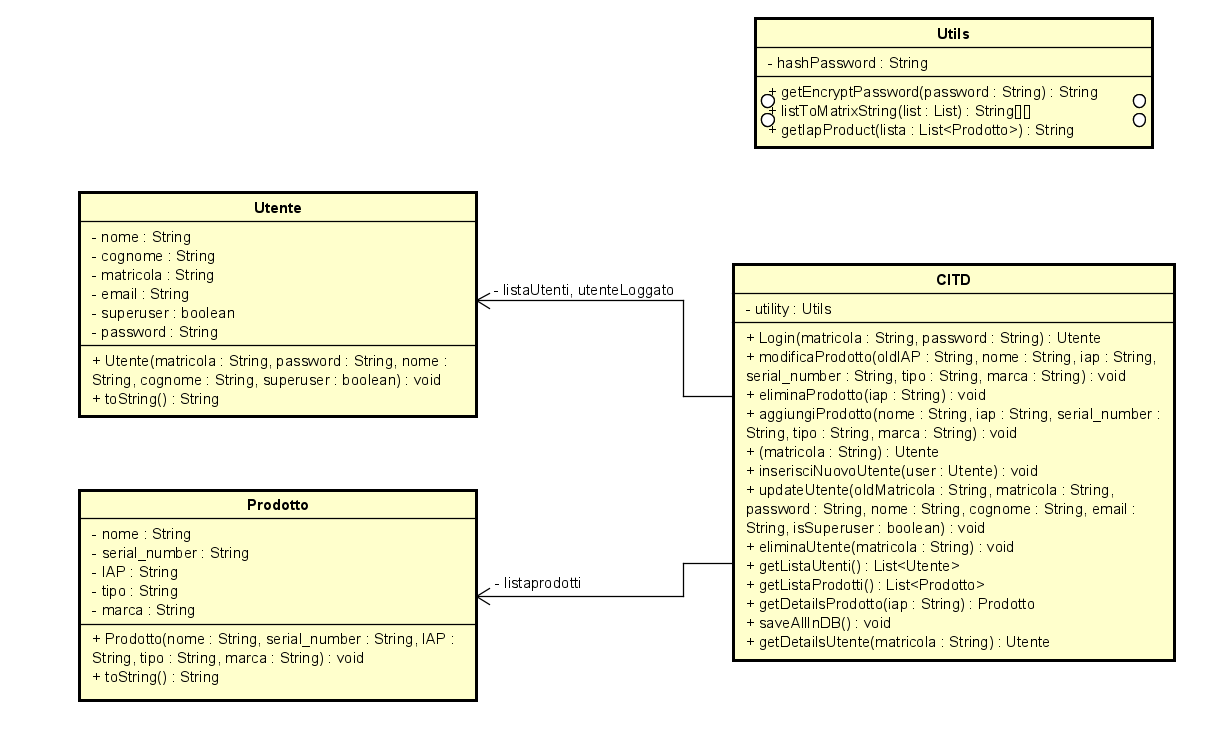 Utils
- hashPassword : String
+ getEncryptPassword(password : String) : String
+ listToMatrixString(list : List) : String[][]
+ getIapProduct(lista : List<Prodotto>) : String
Utente
- nome : String
- cognome : String
- matricola : String
- email : String
- superuser : boolean
- password : String
+ Utente(matricola : String, password : String, nome :
String, cognome : String, superuser : boolean) : void
+ toString() : String
- listaUtenti, utenteLoggato
CITD
- utility : Utils
+ Login(matricola : String, password : String) : Utente
+ modificaProdotto(oldIAP : String, nome : String, iap : String,
serial_number : String, tipo : String, marca : String) : void
+ eliminaProdotto(iap : String) : void
+ aggiungiProdotto(nome : String, iap : String, serial_number :
String, tipo : String, marca : String) : void
+ (matricola : String) : Utente
+ inserisciNuovoUtente(user : Utente) : void
+ updateUtente(oldMatricola : String, matricola : String,
password : String, nome : String, cognome : String, email :
String, isSuperuser : boolean) : void
+ eliminaUtente(matricola : String) : void
+ getListaUtenti() : List<Utente>
+ getListaProdotti() : List<Prodotto>
+ getDetailsProdotto(iap : String) : Prodotto
+ saveAllInDB() : void
+ getDetailsUtente(matricola : String) : Utente
Prodotto
- nome : String
- serial_number : String
- IAP : String
- tipo : String
- marca : String
+ Prodotto(nome : String, serial_number : String, IAP :
String, tipo : String, marca : String) : void
+ toString() : String
- listaprodotti